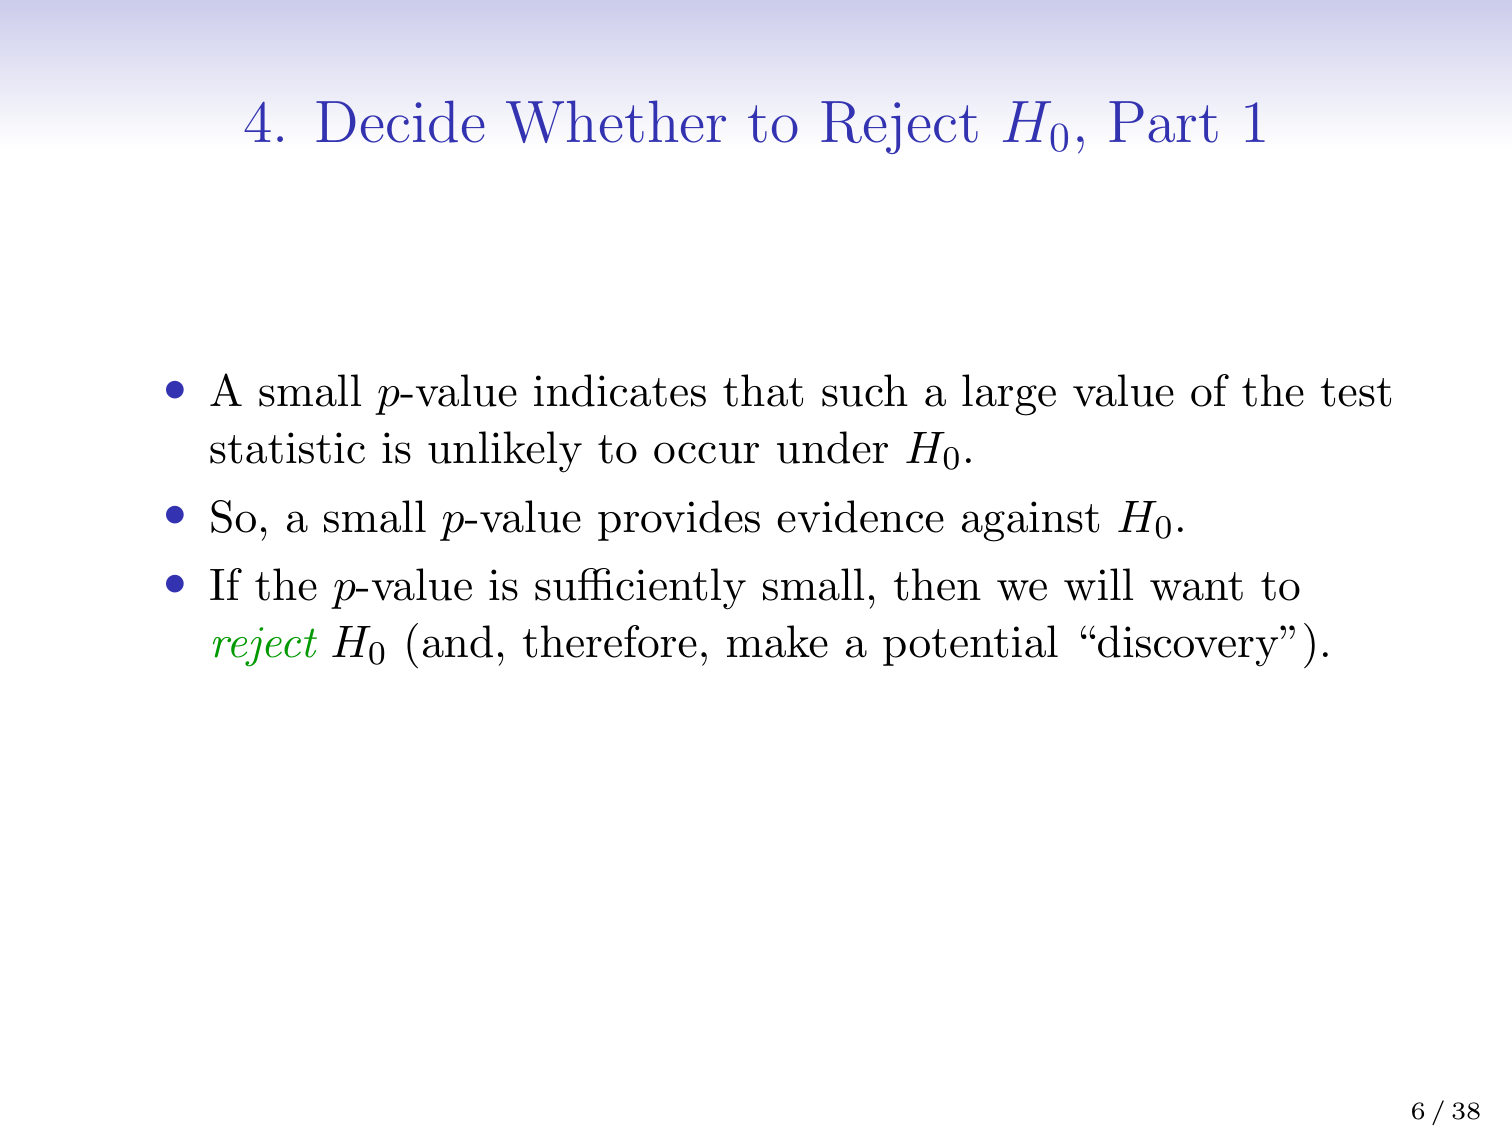 4. Decide Whether to Reject H₀, Part 1
• A small p-value indicates that such a large value of the test
statistic is unlikely to occur under H₀.
• So, a small p-value provides evidence against H₀.
• If the p-value is sufficiently small, then we will want to
reject H₀ (and, therefore, make a potential “discovery”).
6 / 38